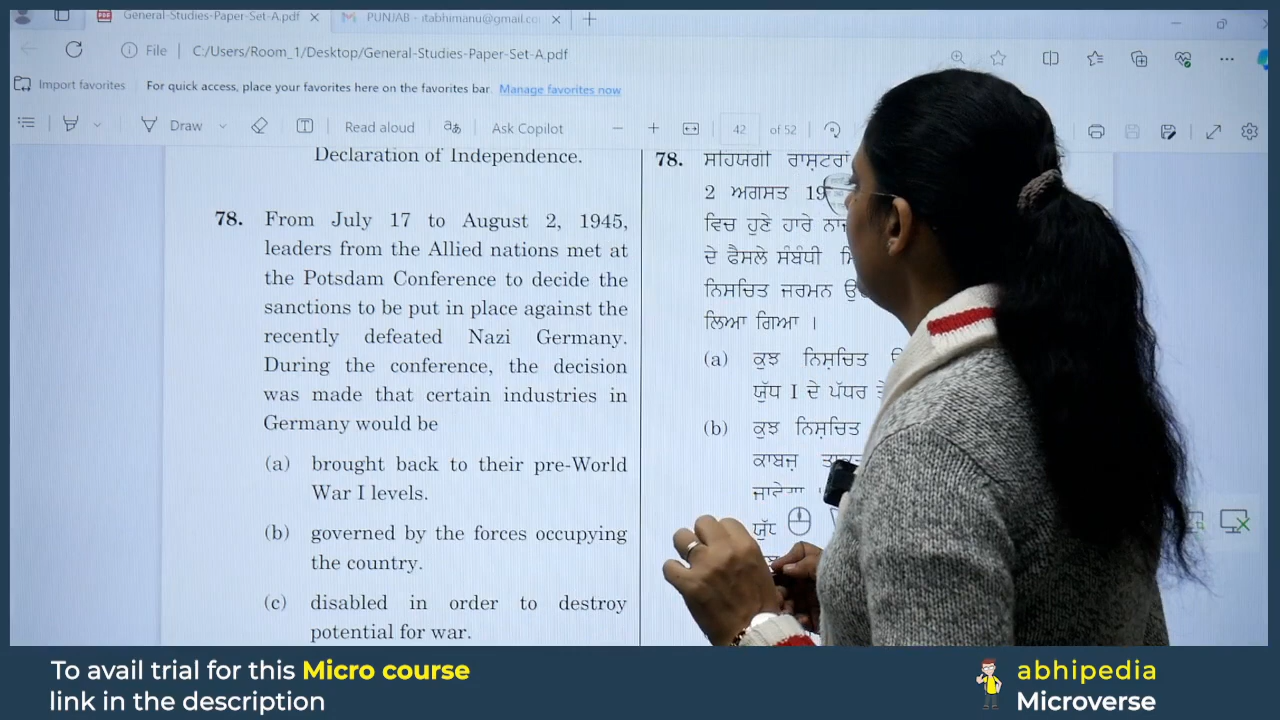 General-Studies-Paper-Set-A.pdf
PUNJAB - itabhimanu@gmail.co
File
C:/Users/Room_1/Desktop/General-Studies-Paper-Set-A.pdf
Import favorites
For quick access, place your favorites here on the favorites bar. Manage favorites now
Draw
Read aloud
Ask Copilot
42 of 52
Declaration of Independence.
78. From July 17 to August 2, 1945,
leaders from the Allied nations met at
the Potsdam Conference to decide the
sanctions to be put in place against the
recently defeated Nazi Germany.
During the conference, the decision
was made that certain industries in
Germany would be
(a) brought back to their pre-World
War I levels.
(b) governed by the forces occupying
the country.
(c) disabled in order to destroy
potential for war.
78. ਸਹਿਯੋਗੀ ਰਾਸ਼ਟਰਾਂ
2 ਅਗਸਤ 19
ਵਿਚ ਹੁਣੇ ਹਾਰੇ
ਦੇ ਫੈਸਲੇ ਸੰਬੰਧੀ
ਨਿਸਚਿਤ ਜਰਮਨ
ਲਿਆ ਗਿਆ ।
(a) ਕੁਝ ਨਿਸ਼ਚਿਤ
ਯੁੱਧ I ਦੇ ਪੱਧਰ
(b) ਕੁਝ ਨਿਸ਼ਚਿਤ
ਕਾਬਜ਼
To avail trial for this Micro course
link in the description
abhipedia
Microverse